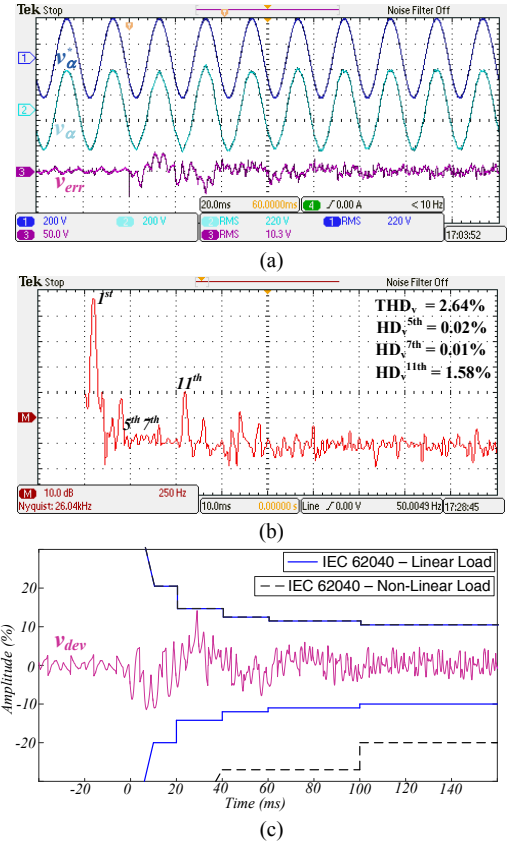 Tek Stop Noise Filter Off
1
vα*
2
vα
3
verr.
20.0ms 60.0000ms 4 0.00 A < 10 Hz
1 200 V 2 200 V RMS 220 V 1 RMS 220 V
3 50.0 V 3 RMS 10.3 V 17:03:52
(a)
Tek Stop Noise Filter Off
1st
THDv = 2.64%
HDv5th = 0.02%
HDv7th = 0.01%
HDv11th = 1.58%
11th
M
5th 7th
M 10.0 dB 250 Hz
Nyquist: 26.04kHz 10.0ms 0.00000 s Line 0.00 V 50.0049 Hz 17:28:45
(b)
IEC 62040 – Linear Load
IEC 62040 – Non-Linear Load
Amplitude (%)
20
10
0
-10
-20
vdev
-20 0 20 40 60 80 100 120 140
Time (ms)
(c)